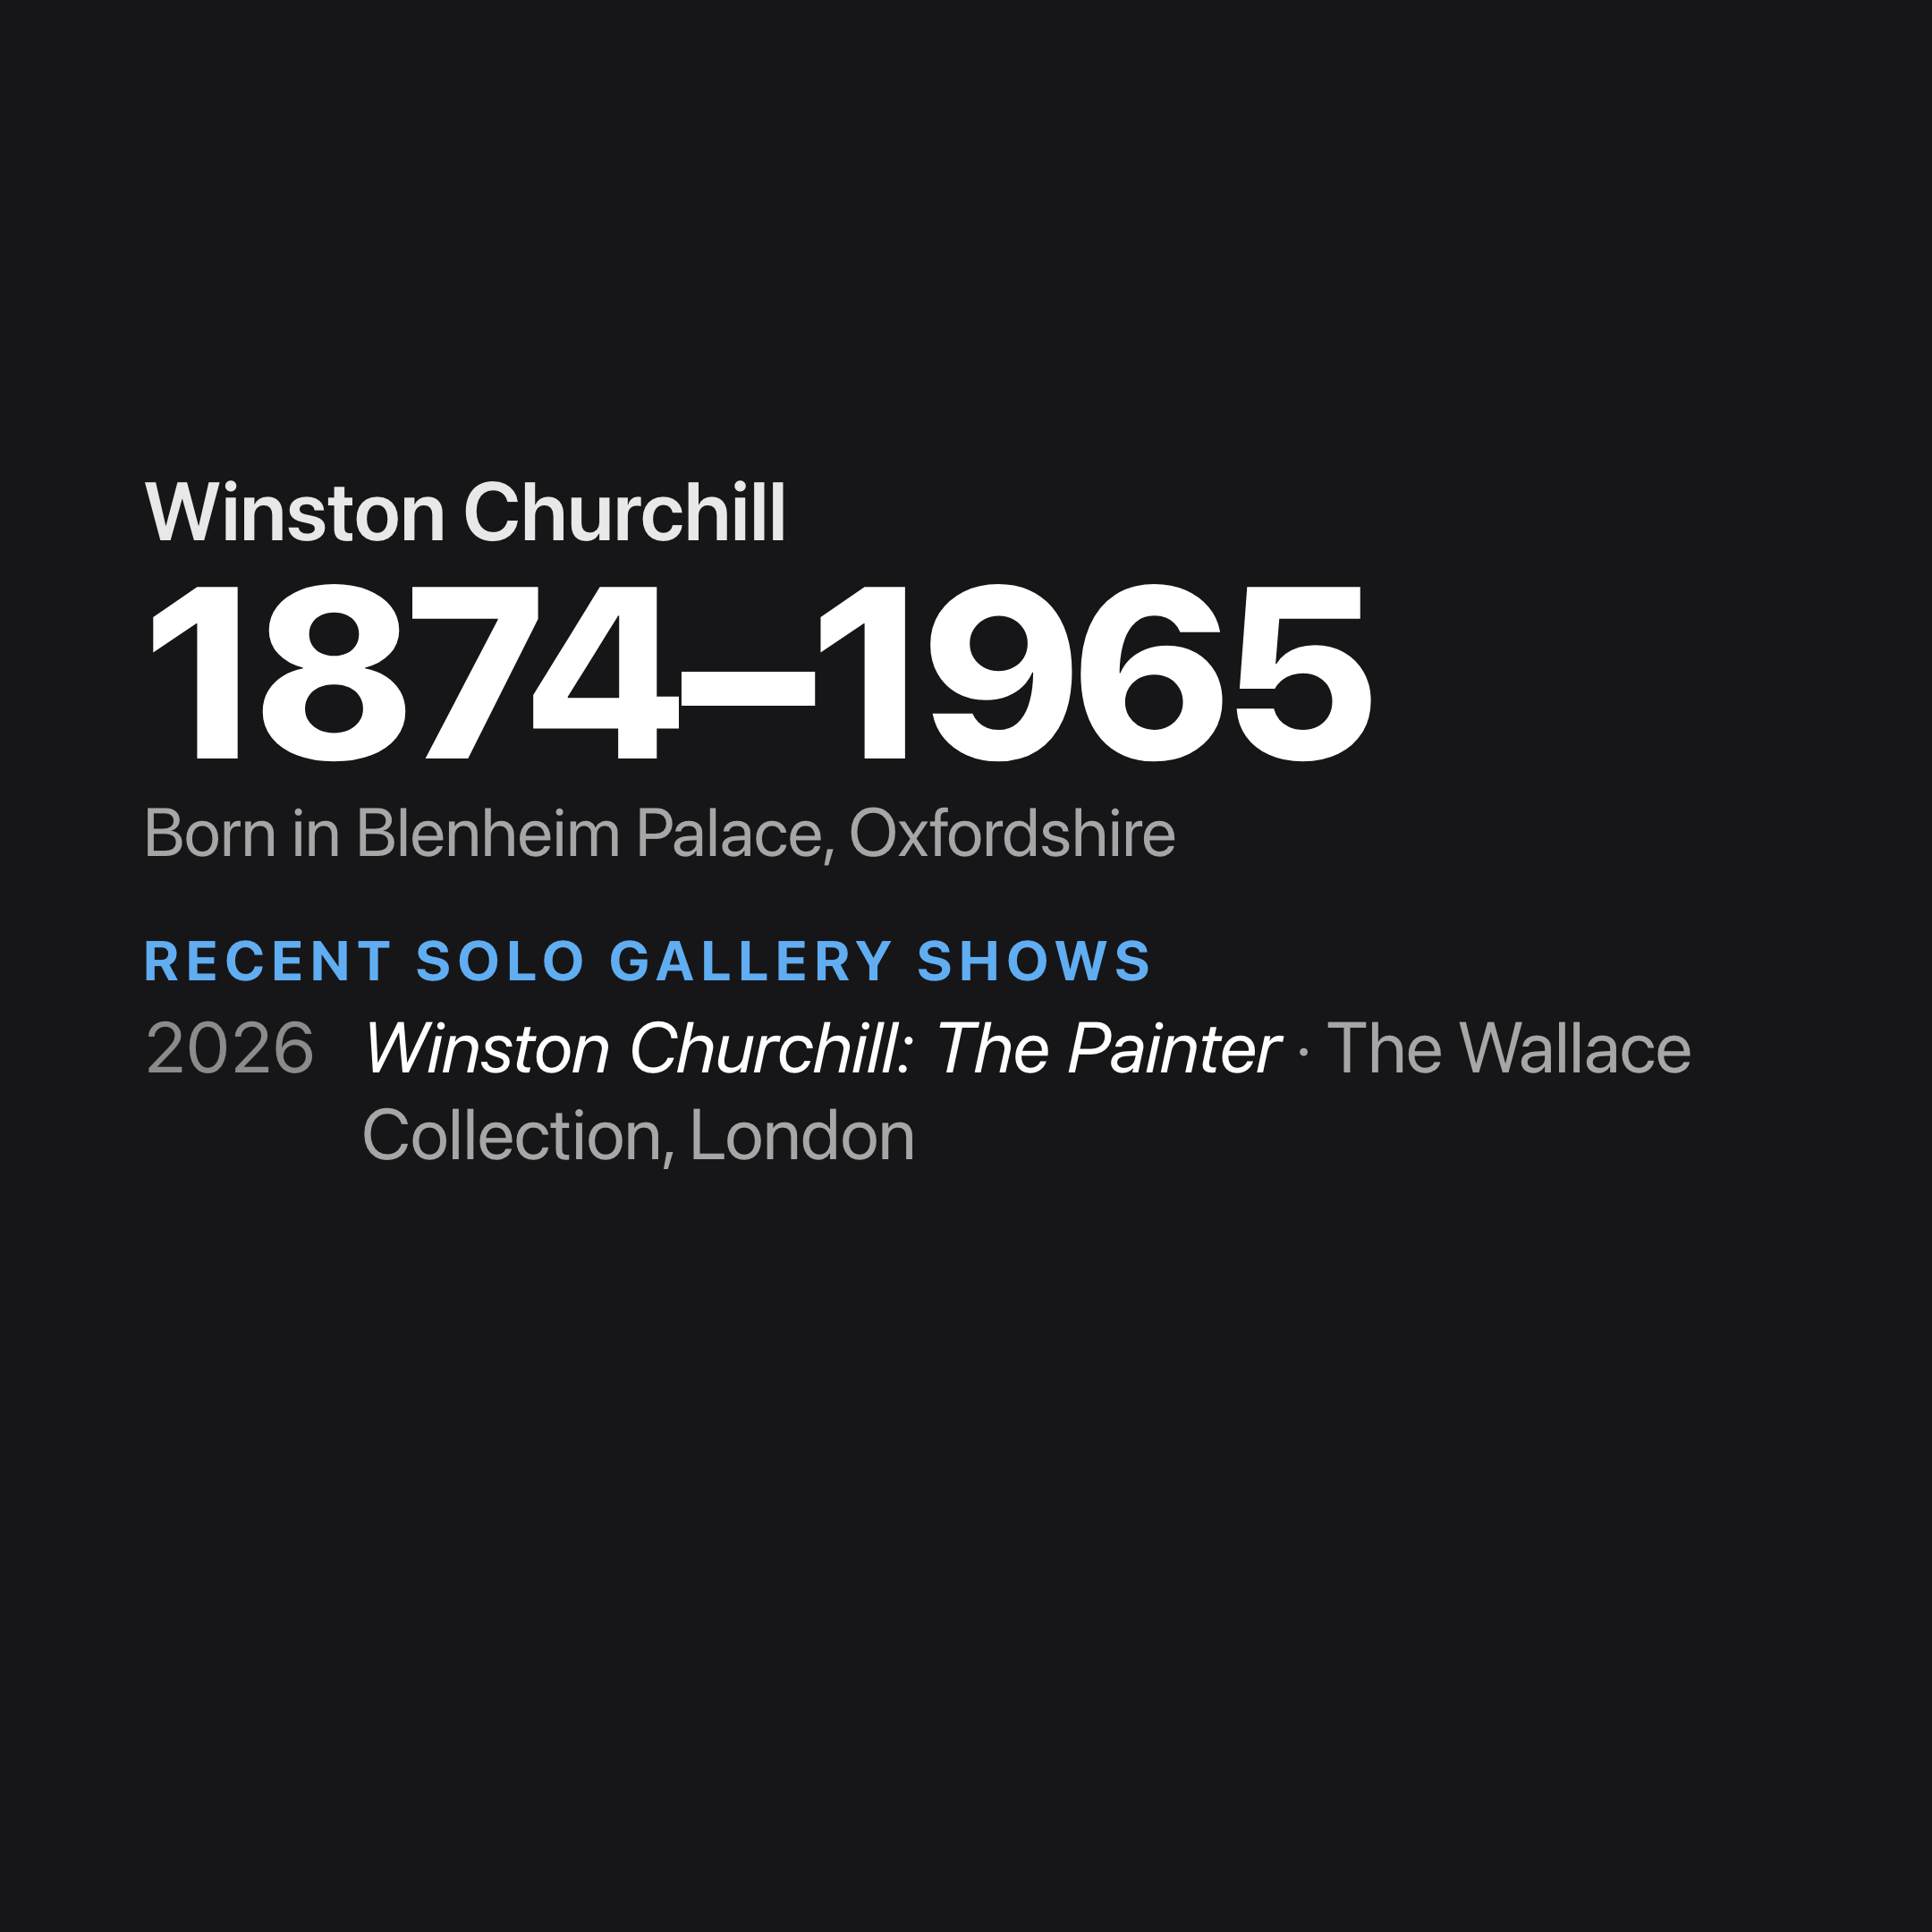 Winston Churchill
1874–1965
Born in Blenheim Palace, Oxfordshire
RECENT SOLO GALLERY SHOWS
2026 Winston Churchill: The Painter · The Wallace
Collection, London